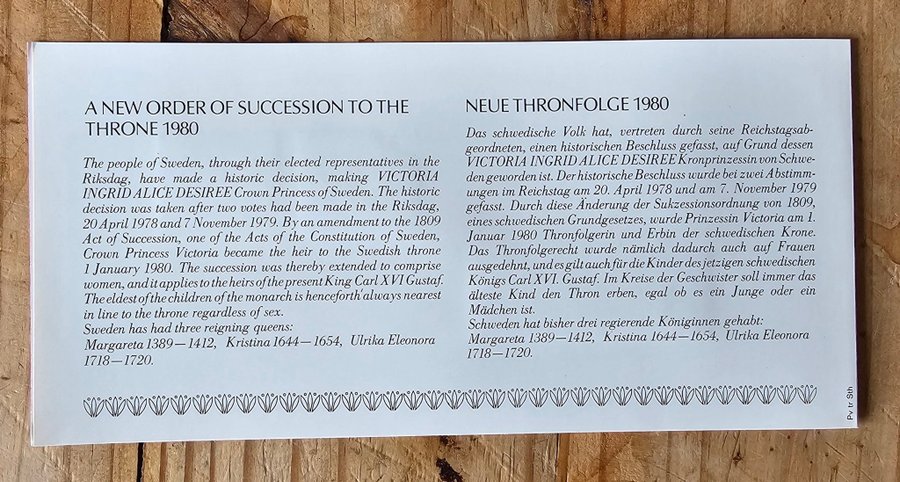 A NEW ORDER OF SUCCESSION TO THE
THRONE 1980
The people of Sweden, through their elected representatives in the
Riksdag, have made a historic decision, making VICTORIA
INGRID ALICE DESIREE Crown Princess of Sweden. The historic
decision was taken after two votes had been made in the Riksdag,
20 April 1978 and 7 November 1979. By an amendment to the 1809
Act of Succession, one of the Acts of the Constitution of Sweden,
Crown Princess Victoria became the heir to the Swedish throne
1 January 1980. The succession was thereby extended to comprise
women, and it applies to the heirs of the present King Carl XVI Gustaf.
The eldest of the children of the monarch is henceforth always nearest
in line to the throne regardless of sex.
Sweden has had three reigning queens:
Margareta 1389—1412, Kristina 1644—1654, Ulrika Eleonora
1718—1720.
NEUE THRONFOLGE 1980
Das schwedische Volk hat, vertreten durch seine Reichstagsab-
geordneten, einen historischen Beschluss gefasst, auf Grund dessen
VICTORIA INGRID ALICE DESIREE Kronprinzessin von Schwe-
den geworden ist. Der historische Beschluss wurde bei zwei Abstimm-
ungen im Reichstag am 20. April 1978 und am 7. November 1979
gefasst. Durch diese Änderung der Sukzessionsordnung von 1809,
eines schwedischen Grundgesetzes, wurde Prinzessin Victoria am 1.
Januar 1980 Thronfolgerin und Erbin der schwedischen Krone.
Das Thronfolgerecht wurde nämlich dadurch auch auf Frauen
ausgedehnt, und es gilt auch für die Kinder des jetzigen schwedischen
Königs Carl XVI. Gustaf. Im Kreise der Geschwister soll immer das
älteste Kind den Thron erben, egal ob es ein Junge oder ein
Mädchen ist.
Schweden hat bisher drei regierende Königinnen gehabt:
Margareta 1389—1412, Kristina 1644—1654, Ulrika Eleonora
1718—1720.
Pv tr Sth